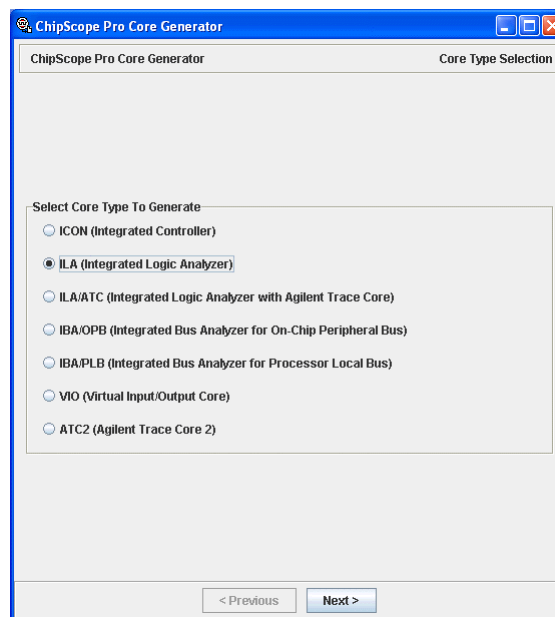 ChipScope Pro Core Generator
ChipScope Pro Core Generator Core Type Selection
Select Core Type To Generate
ICON (Integrated Controller)
ILA (Integrated Logic Analyzer)
ILA/ATC (Integrated Logic Analyzer with Agilent Trace Core)
IBA/OPB (Integrated Bus Analyzer for On-Chip Peripheral Bus)
IBA/PLB (Integrated Bus Analyzer for Processor Local Bus)
VIO (Virtual Input/Output Core)
ATC2 (Agilent Trace Core 2)
< Previous Next >